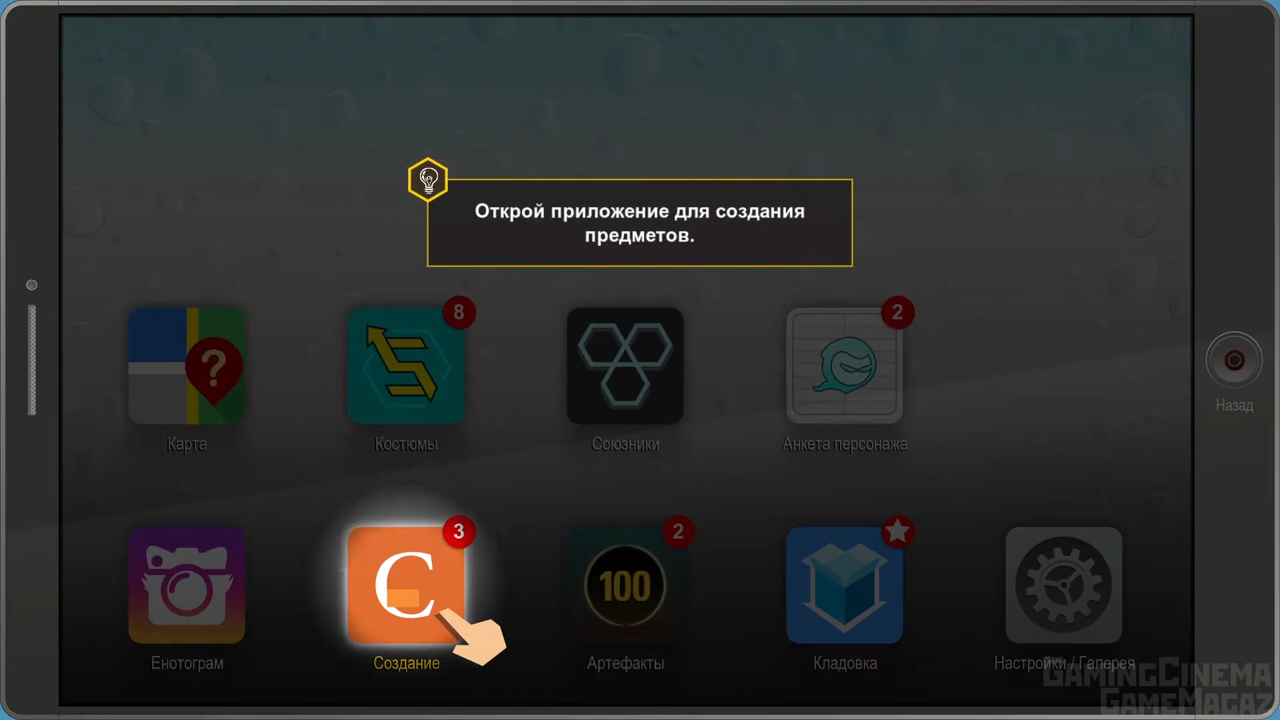 Открой приложение для создания
предметов.
8
2
?
Карта
Костюмы
Союзники
Анкета персонажа
Назад
3
2
C
100
Енотограм
Создание
Артефакты
Кладовка
Настройки / Галерея
GamingCinema
GameMagaz